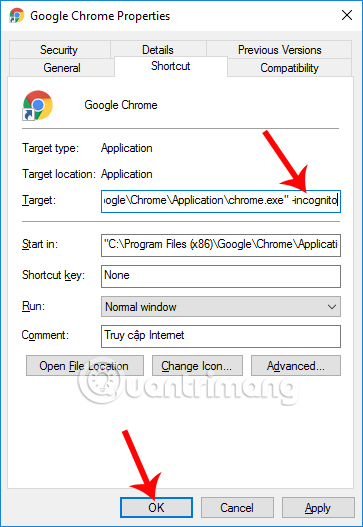 Google Chrome Properties
Security Details Previous Versions
General Shortcut Compatibility
Google Chrome
Target type: Application
Target location: Application
Target: ogle\Chrome\Application\chrome.exe" -incognito
Start in: "C:\Program Files (x86)\Google\Chrome\Applicati
Shortcut key: None
Run: Normal window
Comment: Truy cập Internet
Open File Location Change Icon... Advanced...
Quantrimang
OK Cancel Apply